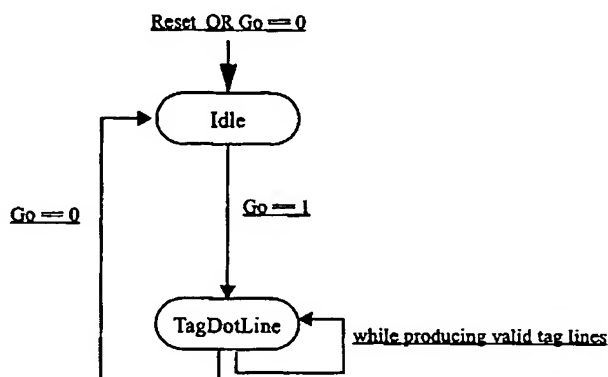 Reset OR Go == 0
Idle
Go == 0
Go == 1
TagDotLine
while producing valid tag lines